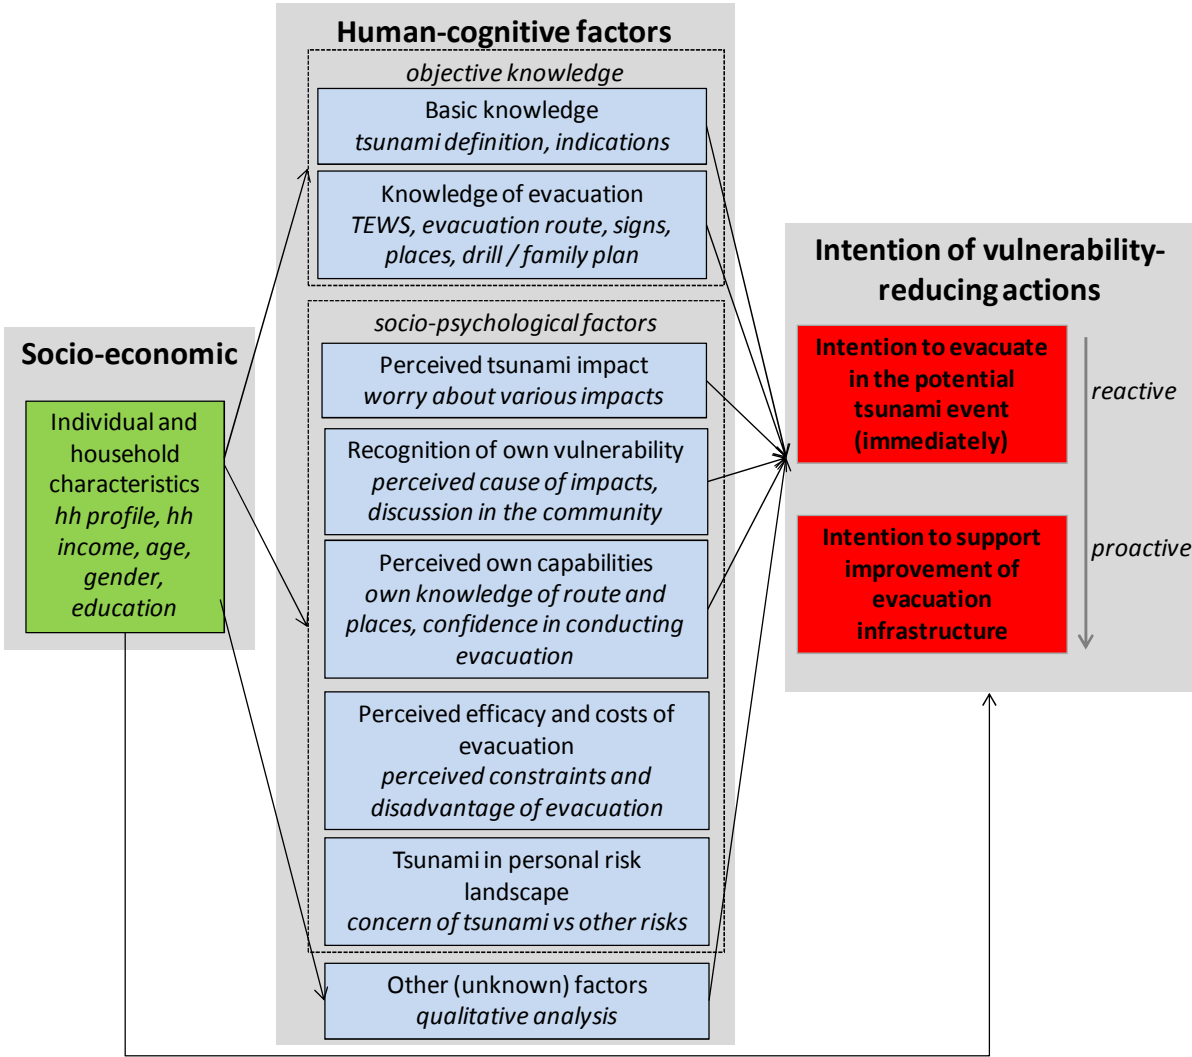 Human-cognitive factors
objective knowledge
Basic knowledge
tsunami definition, indications
Knowledge of evacuation
TEWS, evacuation route, signs,
places, drill / family plan
socio-psychological factors
Perceived tsunami impact
worry about various impacts
Recognition of own vulnerability
perceived cause of impacts,
discussion in the community
Perceived own capabilities
own knowledge of route and
places, confidence in conducting
evacuation
Perceived efficacy and costs of
evacuation
perceived constraints and
disadvantage of evacuation
Tsunami in personal risk
landscape
concern of tsunami vs other risks
Other (unknown) factors
qualitative analysis
Socio-economic
Individual and
household
characteristics
hh profile, hh
income, age,
gender,
education
Intention of vulnerability-
reducing actions
Intention to evacuate
in the potential
tsunami event
(immediately)
reactive
Intention to support
improvement of
evacuation
infrastructure
proactive